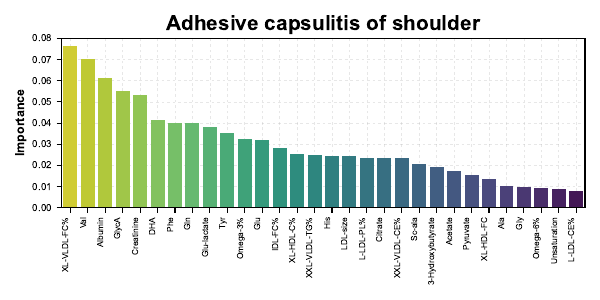 Adhesive capsulitis of shoulder
Importance
0.08
0.07
0.06
0.05
0.04
0.03
0.02
0.01
0.00
XL-VLDL-FC%
Val
Albumin
GlycA
Creatinine
DHA
Phe
Gln
Glu-lactate
Tyr
Omega-3%
Glu
IDL-FC%
XL-HDL-C%
XXL-VLDL-TG%
His
LDL-size
L-LDL-PL%
Citrate
XXL-VLDL-CE%
Sc-ala
3-Hydroxybutyrate
Acetate
Pyruvate
XL-HDL-FC
Ala
Gly
Omega-6%
Unsaturation
L-LDL-CE%